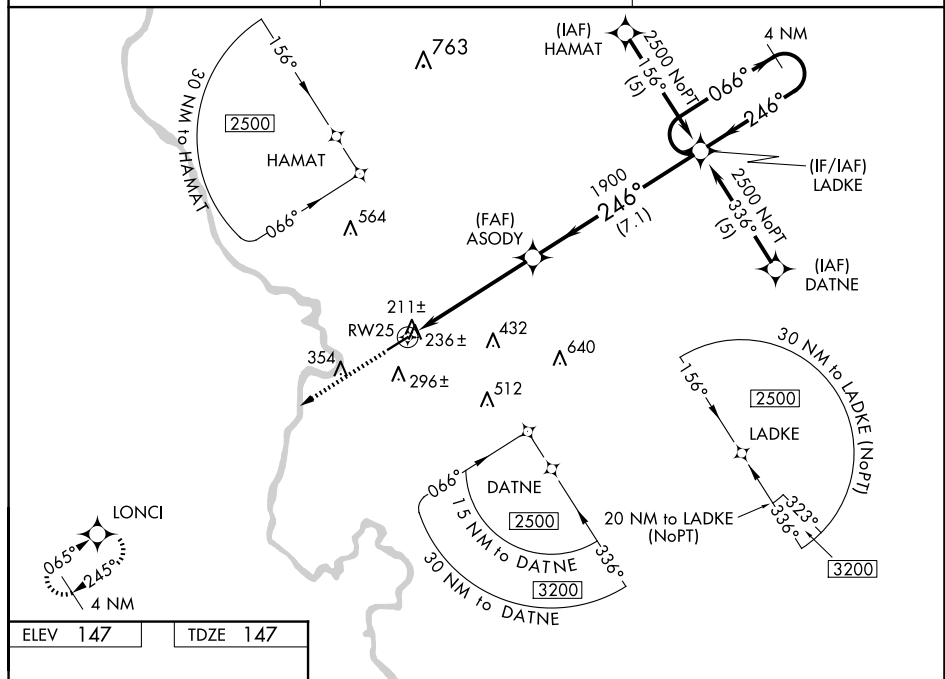 (IAF)
HAMAT
4 NM
763
2500 NoPT
156°
(5)
066°
246°
156°
30 NM to HAMAT
2500
HAMAT
066°
(IF/IAF)
LADKE
1900
246°
(7.1)
2500 NoPT
336°
(5)
564
(FAF)
ASODY
(IAF)
DATNE
211±
RW25
236±
432
640
354
296±
512
30 NM to LADKE (NoPT)
156°
2500
LADKE
066°
DATNE
2500
15 NM to DATNE
336°
3200
30 NM to DATNE
20 NM to LADKE
(NoPT)
323°
336°
3200
LONCI
065°
245°
4 NM
ELEV 147
TDZE 147